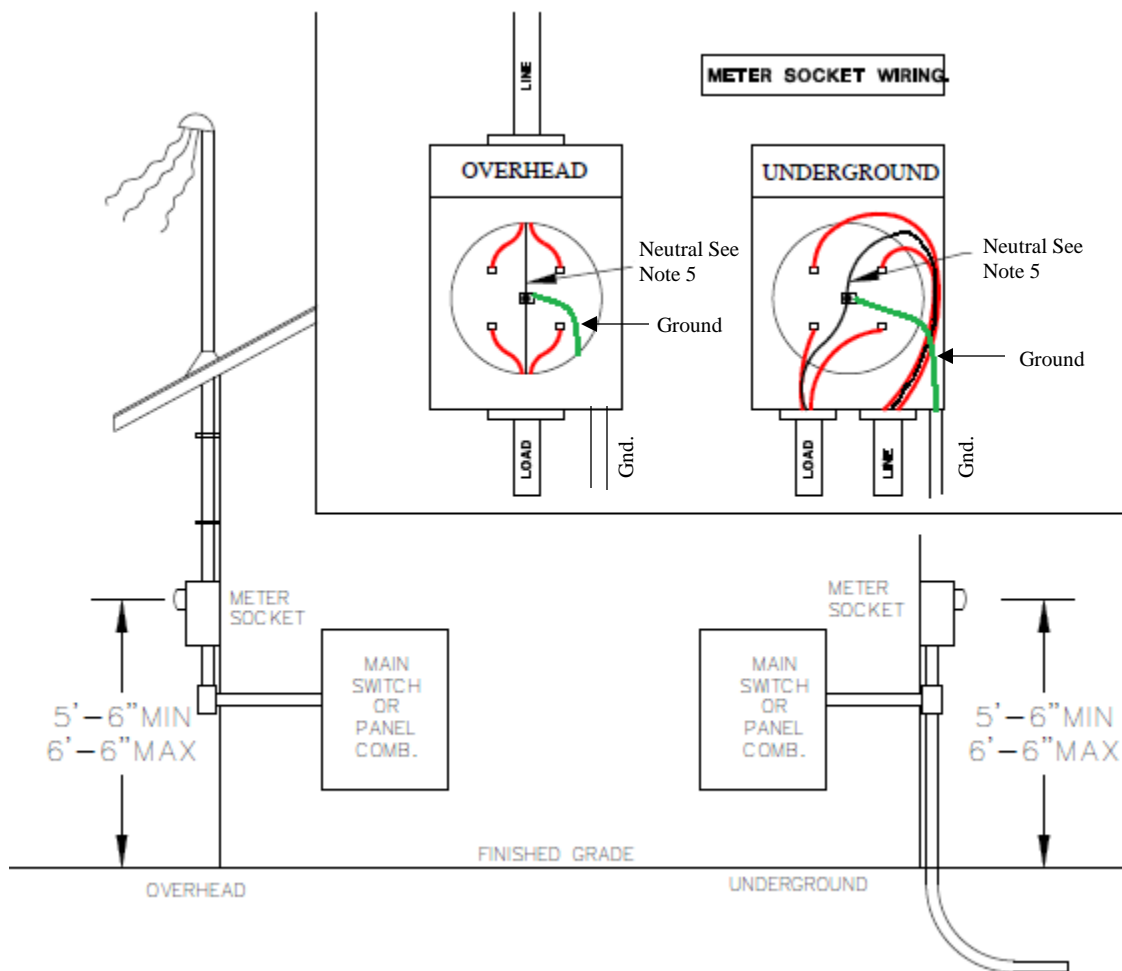 METER SOCKET WIRING.
LINE
OVERHEAD
UNDERGROUND
Neutral See
Note 5
Ground
LOAD
Gnd.
Neutral See
Note 5
Ground
LOAD
LINE
Gnd.
METER
SOCKET
MAIN
SWITCH
OR
PANEL
COMB.
5'-6"MIN
6'-6"MAX
METER
SOCKET
MAIN
SWITCH
OR
PANEL
COMB.
5'-6"MIN
6'-6"MAX
FINISHED GRADE
OVERHEAD
UNDERGROUND